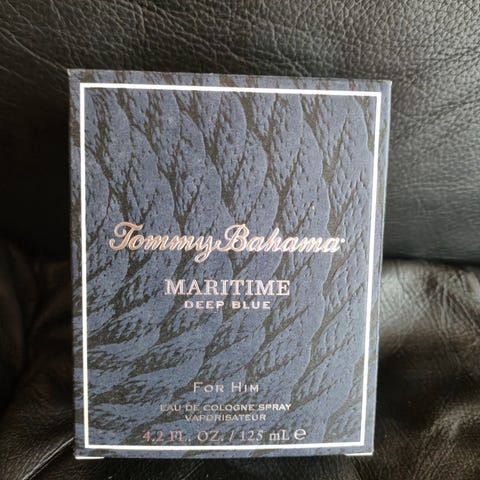 Tommy Bahama
MARITIME
DEEP BLUE
FOR HIM
EAU DE COLOGNE SPRAY
VAPORISATEUR
4.2 FL. OZ. / 125 mL e